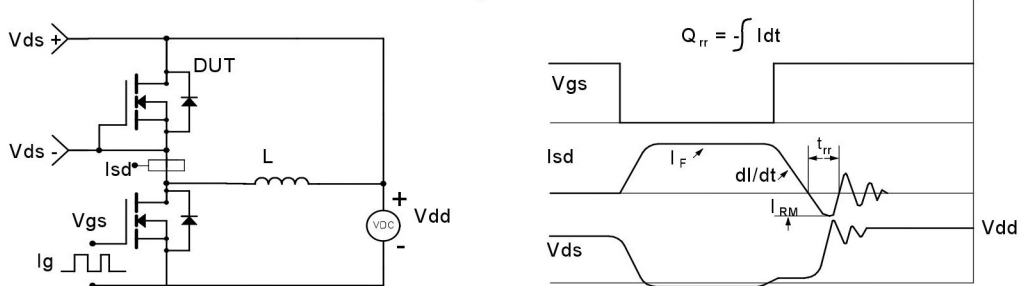 Vds +
DUT
Vds -
Isd
L
Vgs
+
VDC
Vdd
-
Ig
Q rr = -∫ Idt
Vgs
Isd
I F
dI/dt
t rr
I RM
Vds
Vdd